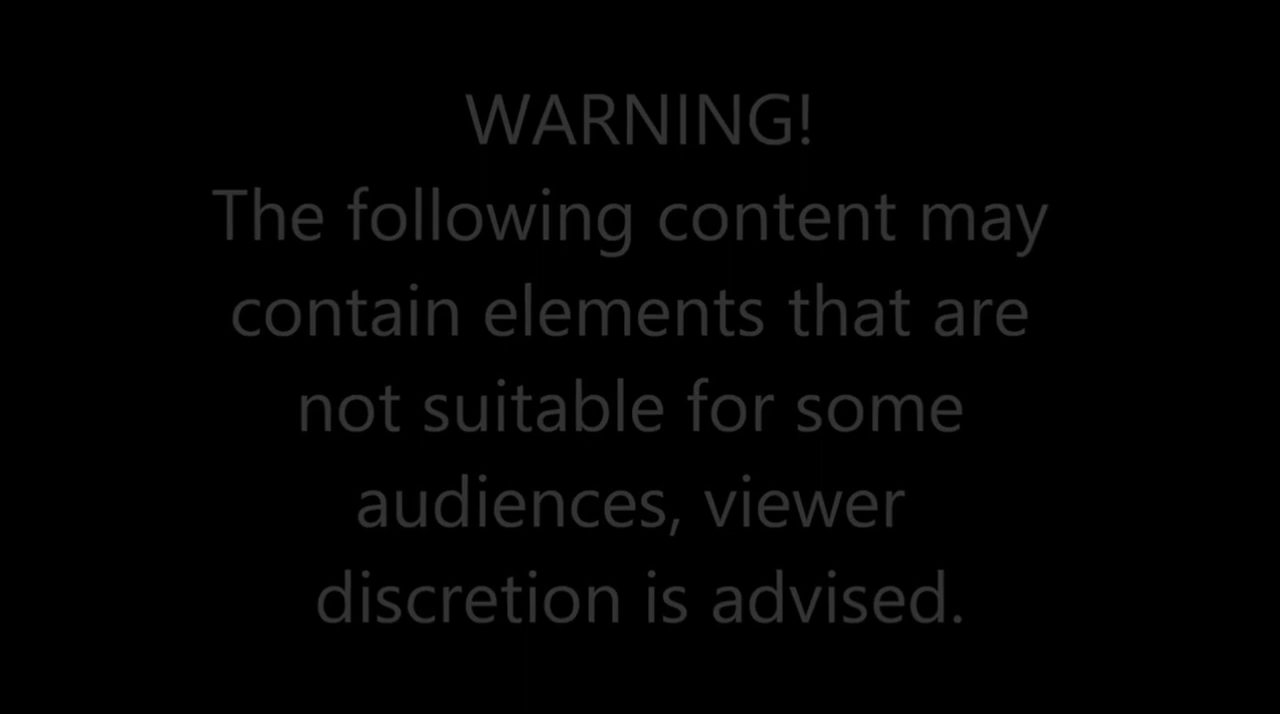 WARNING!
The following content may
contain elements that are
not suitable for some
audiences, viewer
discretion is advised.